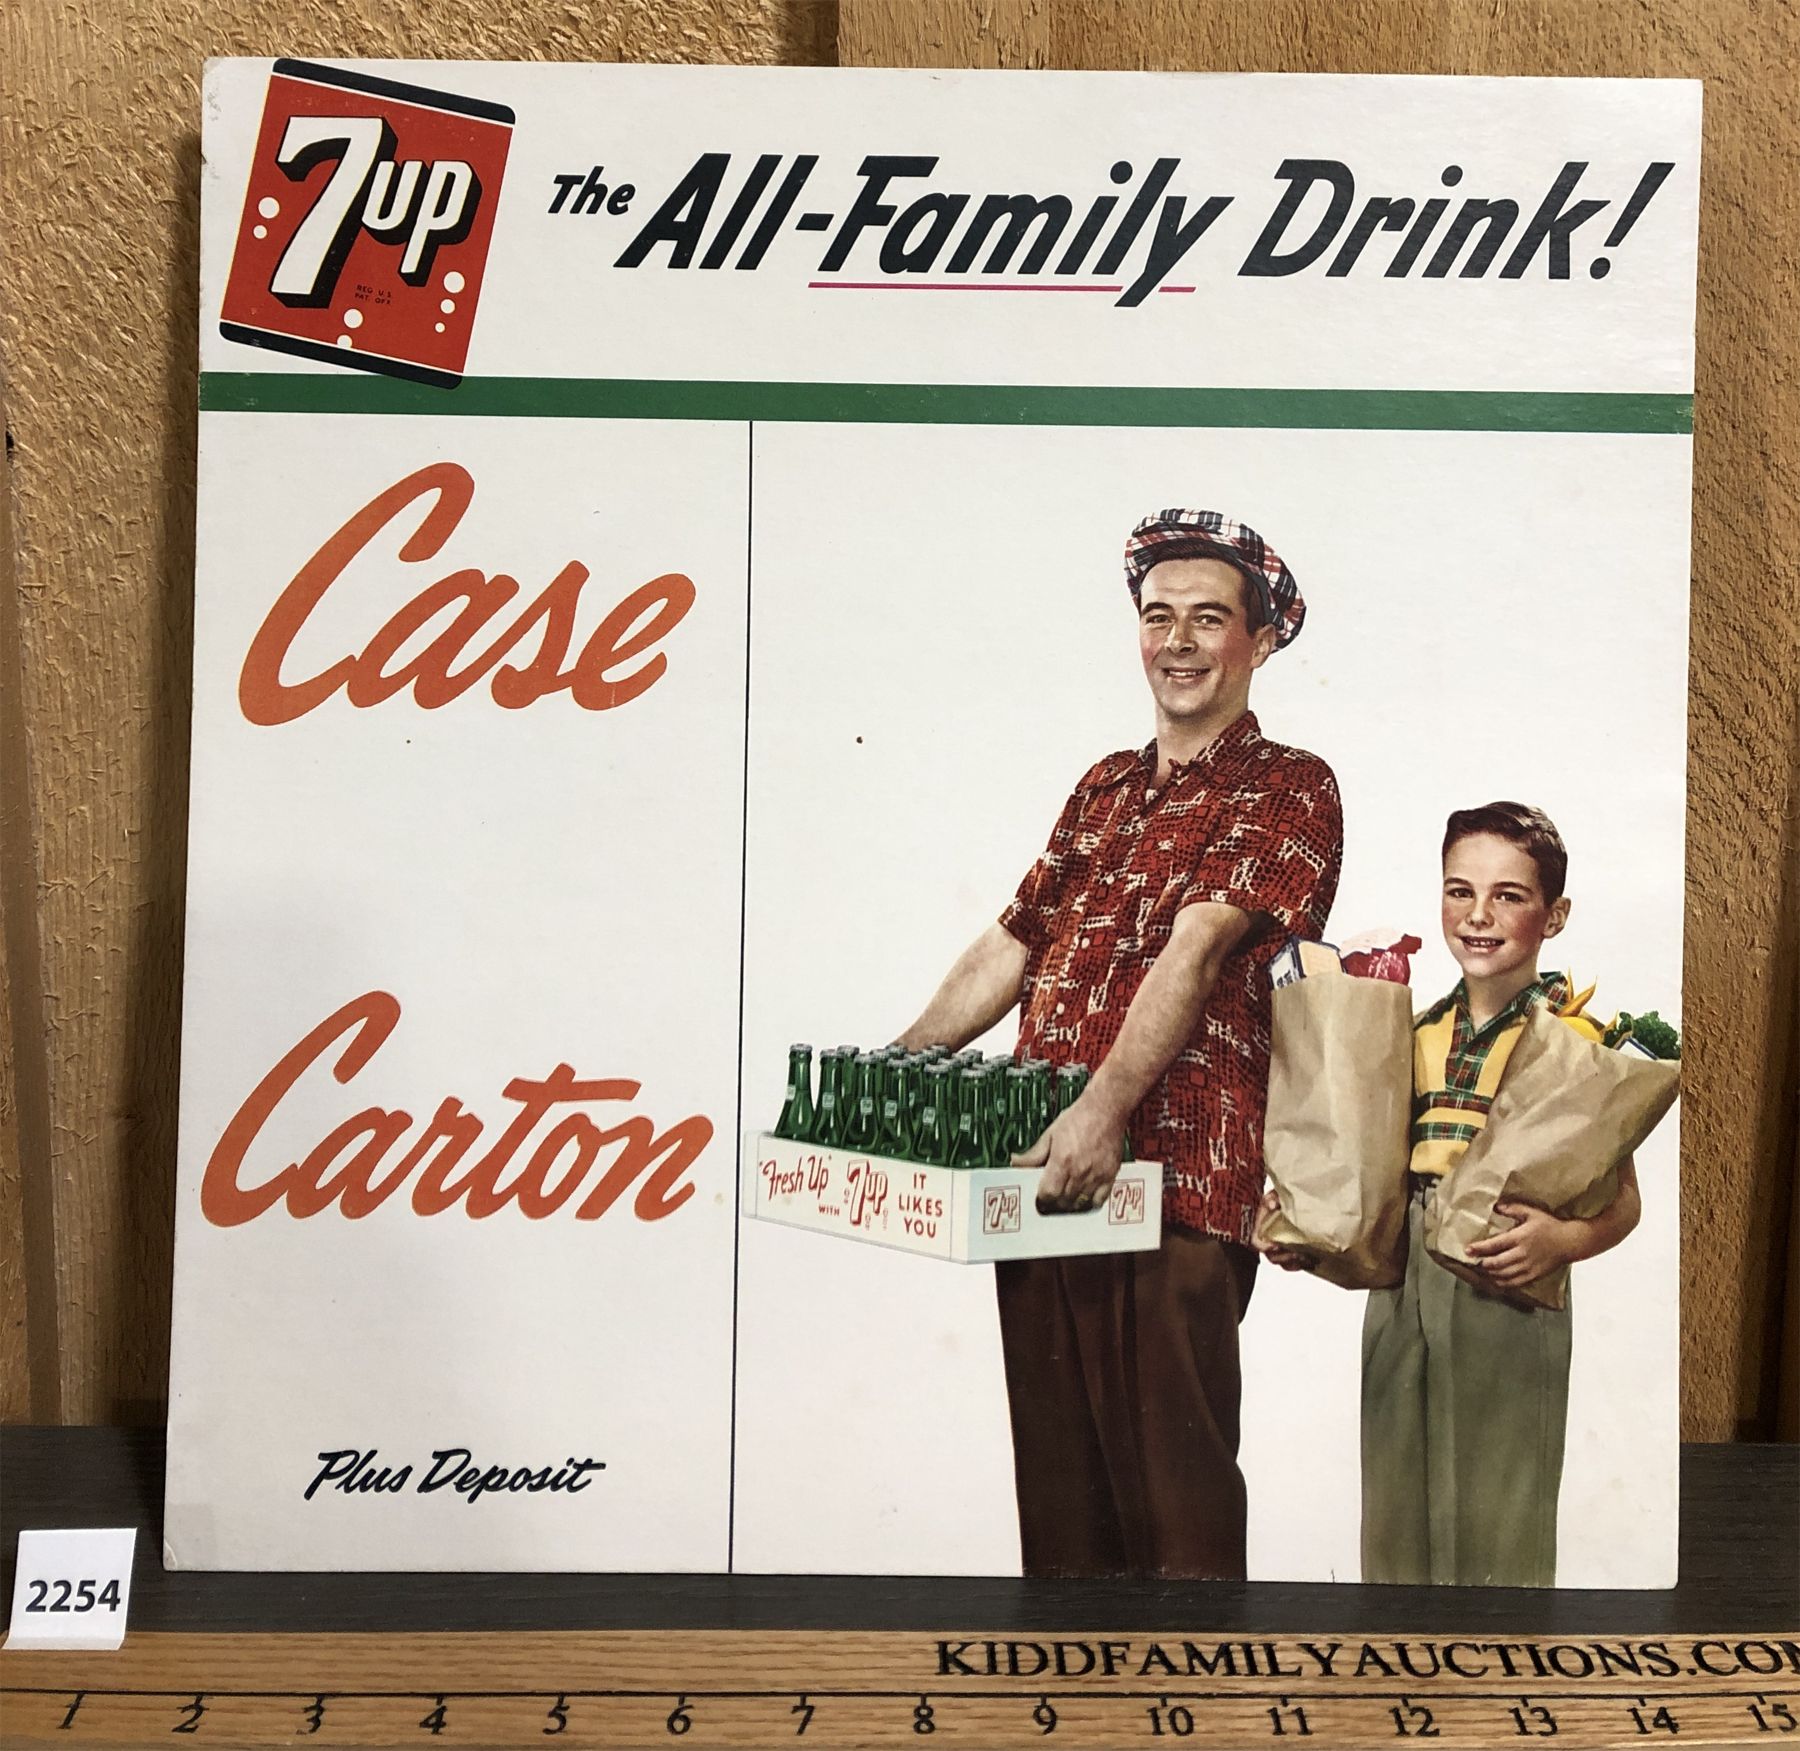 7up
REG U.S.
PAT. OFF.
The All-Family Drink!
Case
Carton
Plus Deposit
"Fresh Up"
WITH
7up
IT
LIKES
YOU
7up
7up
2254
KIDDFAMILYAUCTIONS.CO
1 2 3 4 5 6 7 8 9 10 11 12 13 14 15